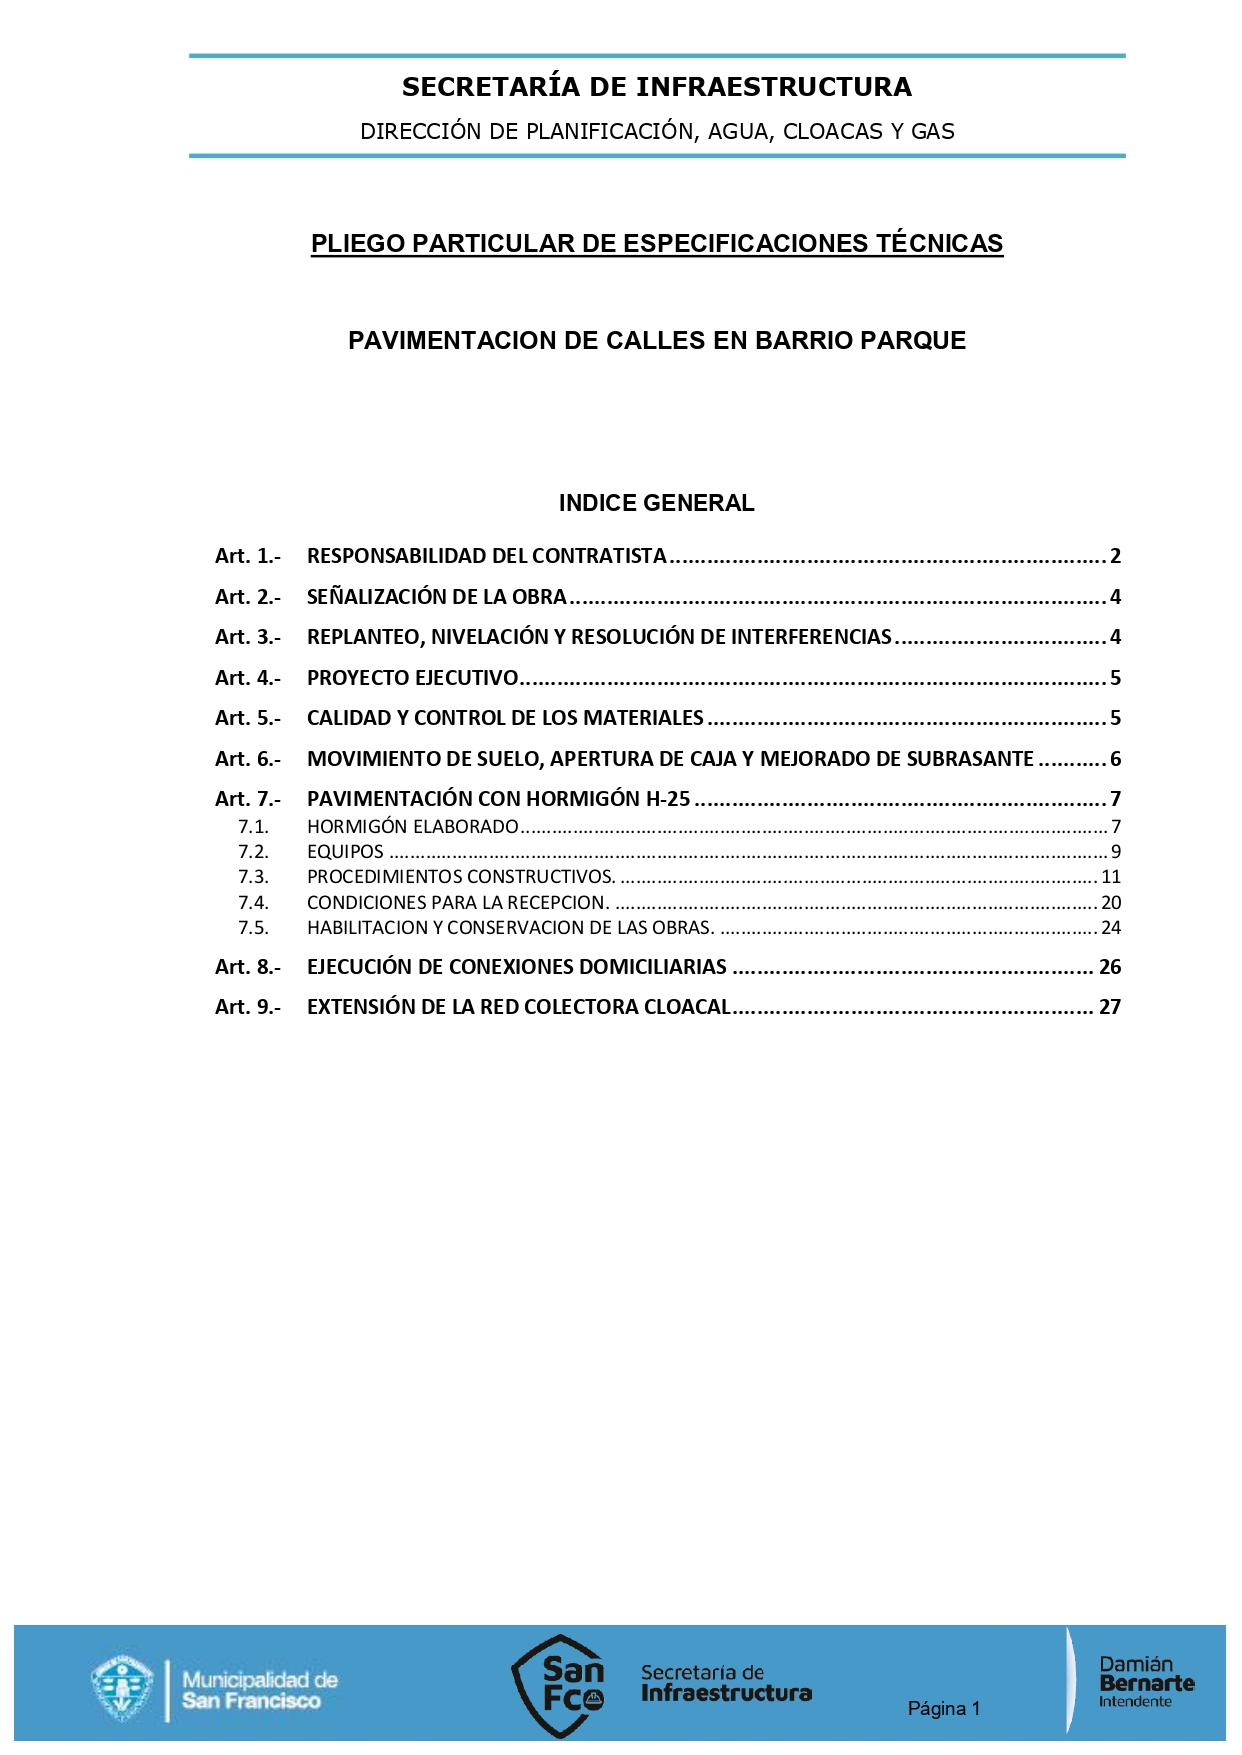 SECRETARÍA DE INFRAESTRUCTURA
DIRECCIÓN DE PLANIFICACIÓN, AGUA, CLOACAS Y GAS
PLIEGO PARTICULAR DE ESPECIFICACIONES TÉCNICAS
PAVIMENTACION DE CALLES EN BARRIO PARQUE
INDICE GENERAL
Art. 1.- RESPONSABILIDAD DEL CONTRATISTA 2
Art. 2.- SEÑALIZACIÓN DE LA OBRA 4
Art. 3.- REPLANTEO, NIVELACIÓN Y RESOLUCIÓN DE INTERFERENCIAS 4
Art. 4.- PROYECTO EJECUTIVO 5
Art. 5.- CALIDAD Y CONTROL DE LOS MATERIALES 5
Art. 6.- MOVIMIENTO DE SUELO, APERTURA DE CAJA Y MEJORADO DE SUBRASANTE 6
Art. 7.- PAVIMENTACIÓN CON HORMIGÓN H-25 7
7.1. HORMIGÓN ELABORADO 7
7.2. EQUIPOS 9
7.3. PROCEDIMIENTOS CONSTRUCTIVOS. 11
7.4. CONDICIONES PARA LA RECEPCION. 20
7.5. HABILITACION Y CONSERVACION DE LAS OBRAS. 24
Art. 8.- EJECUCIÓN DE CONEXIONES DOMICILIARIAS 26
Art. 9.- EXTENSIÓN DE LA RED COLECTORA CLOACAL 27
Municipalidad de
San Francisco
San
Fco
Secretaría de
Infraestructura
Página 1
Damián
Bernarte
Intendente